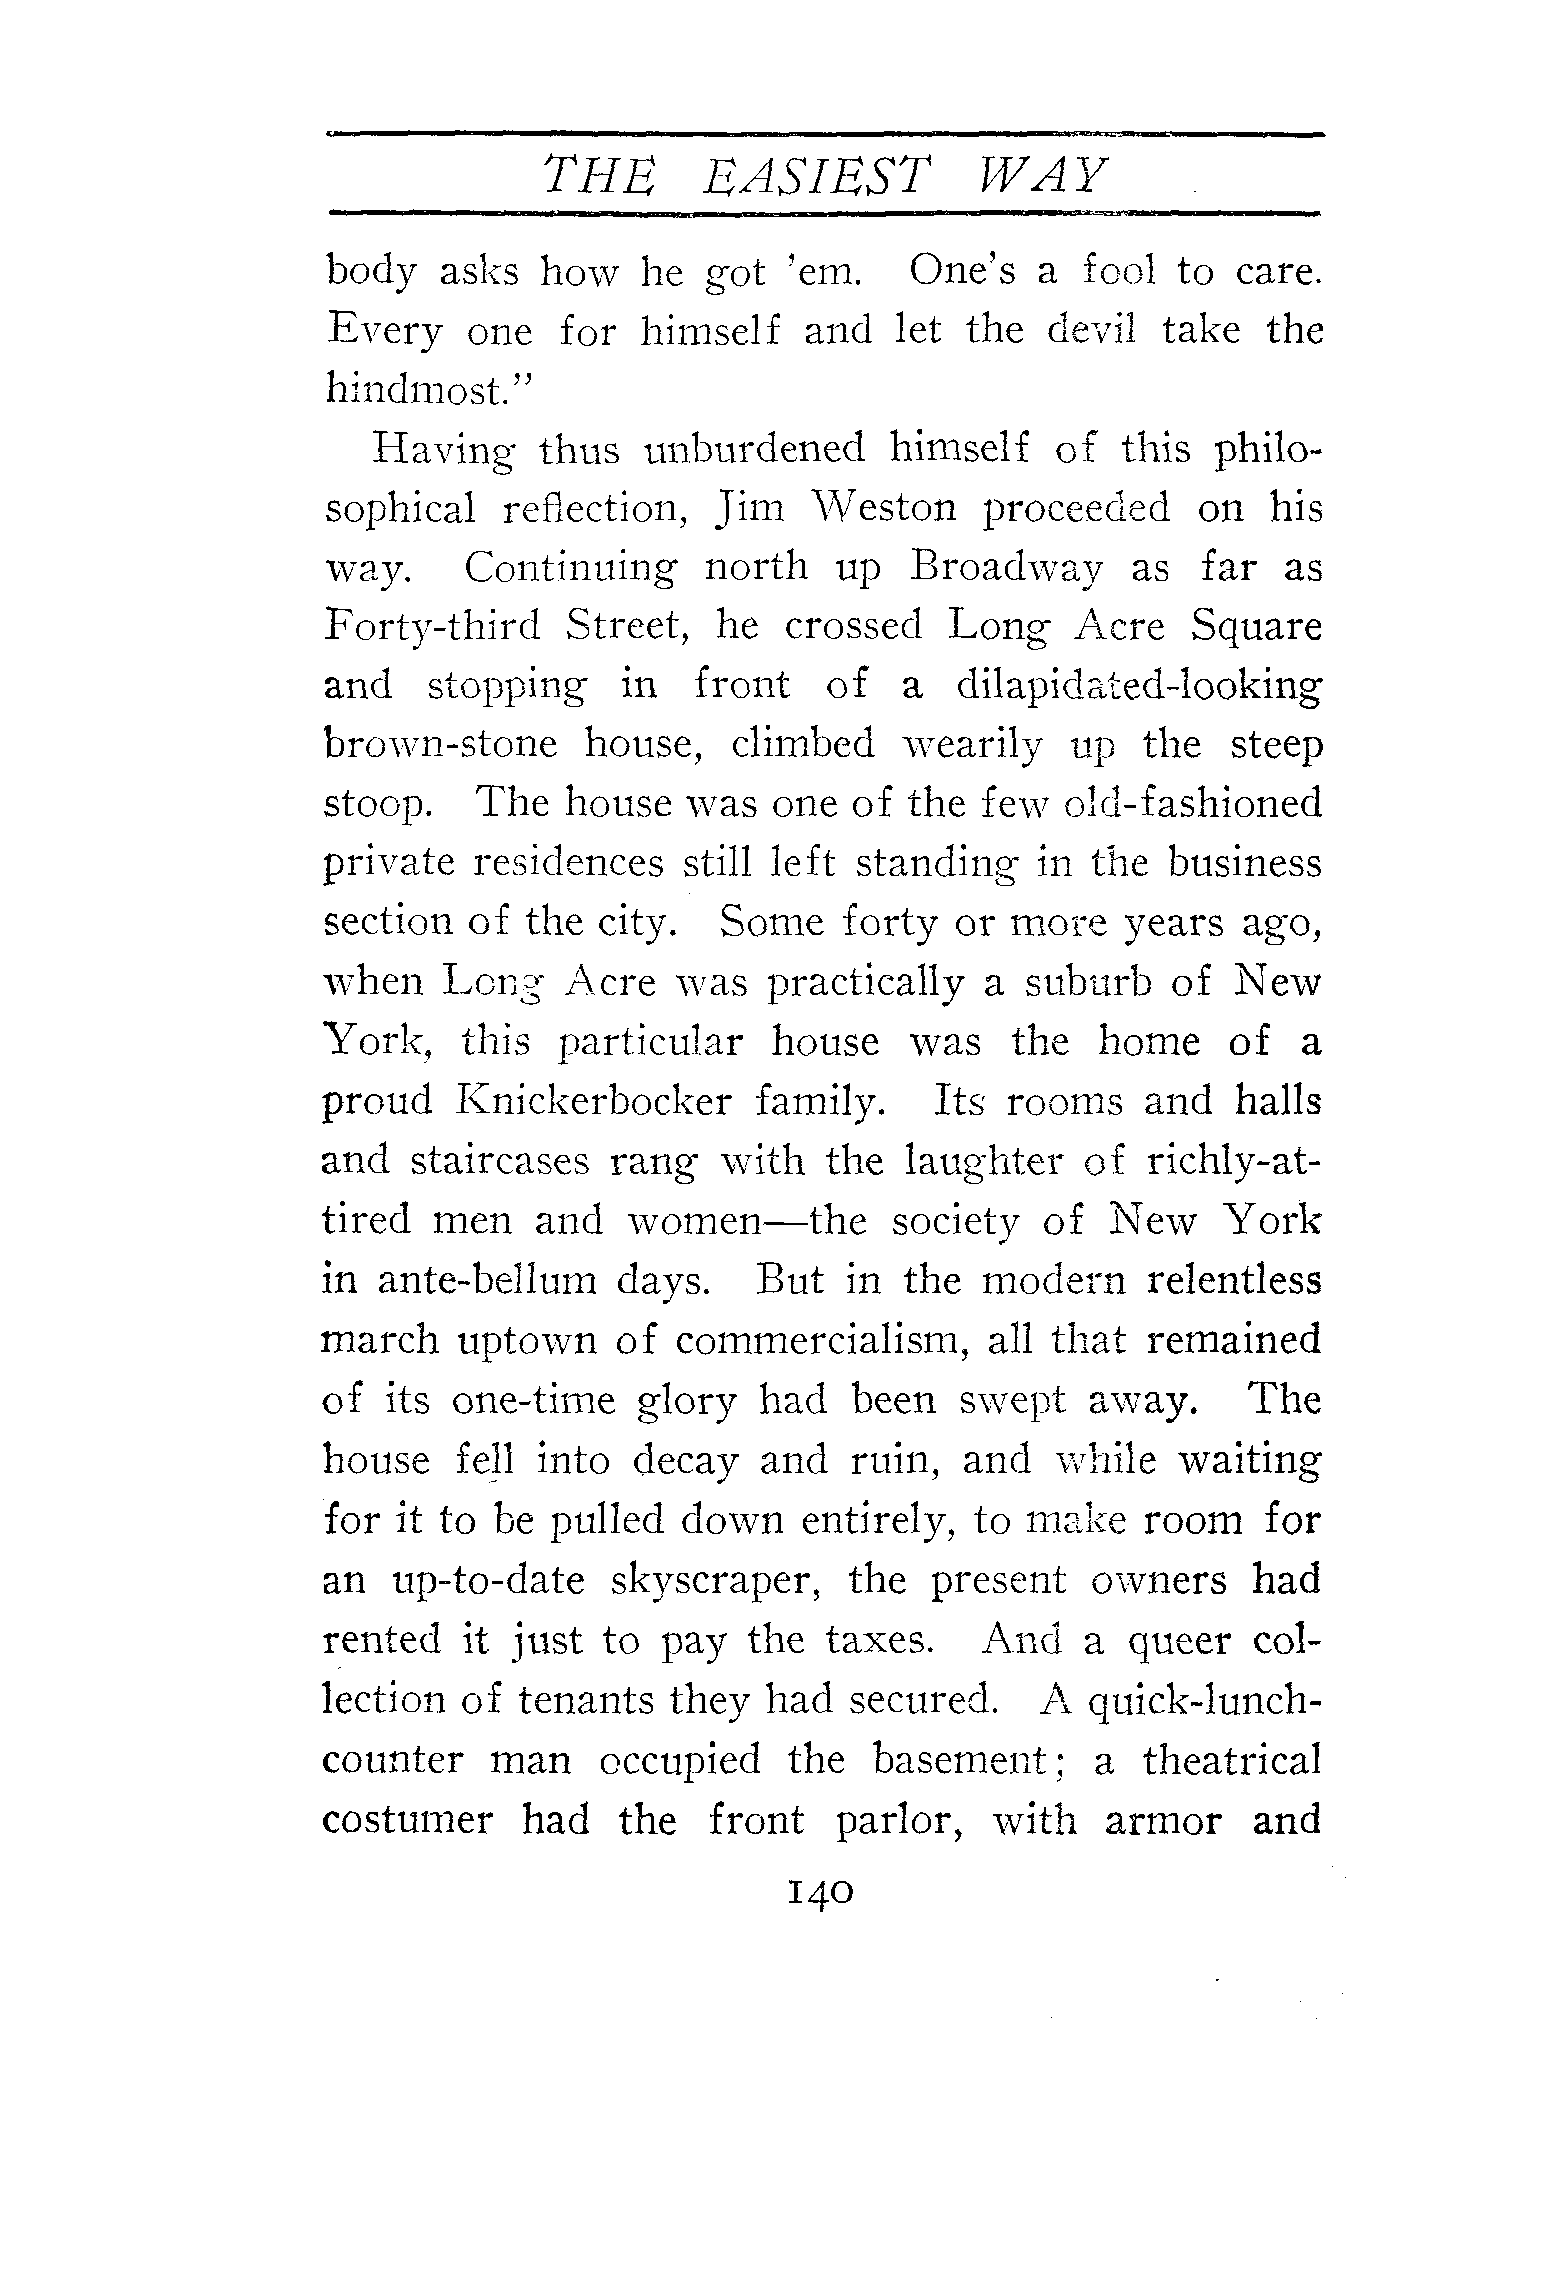 THE EASIEST WAY
body asks how he got 'em. One's a fool to care.
Every one for himself and let the devil take the
hindmost."
Having thus unburdened himself of this philo-
sophical reflection, Jim Weston proceeded on his
way. Continuing north up Broadway as far as
Forty-third Street, he crossed Long Acre Square
and stopping in front of a dilapidated-looking
brown-stone house, climbed wearily up the steep
stoop. The house was one of the few old-fashioned
private residences still left standing in the business
section of the city. Some forty or more years ago,
when Long Acre was practically a suburb of New
York, this particular house was the home of a
proud Knickerbocker family. Its rooms and halls
and staircases rang with the laughter of richly-at-
tired men and women—the society of New York
in ante-bellum days. But in the modern relentless
march uptown of commercialism, all that remained
of its one-time glory had been swept away. The
house fell into decay and ruin, and while waiting
for it to be pulled down entirely, to make room for
an up-to-date skyscraper, the present owners had
rented it just to pay the taxes. And a queer col-
lection of tenants they had secured. A quick-lunch-
counter man occupied the basement; a theatrical
costumer had the front parlor, with armor and
140